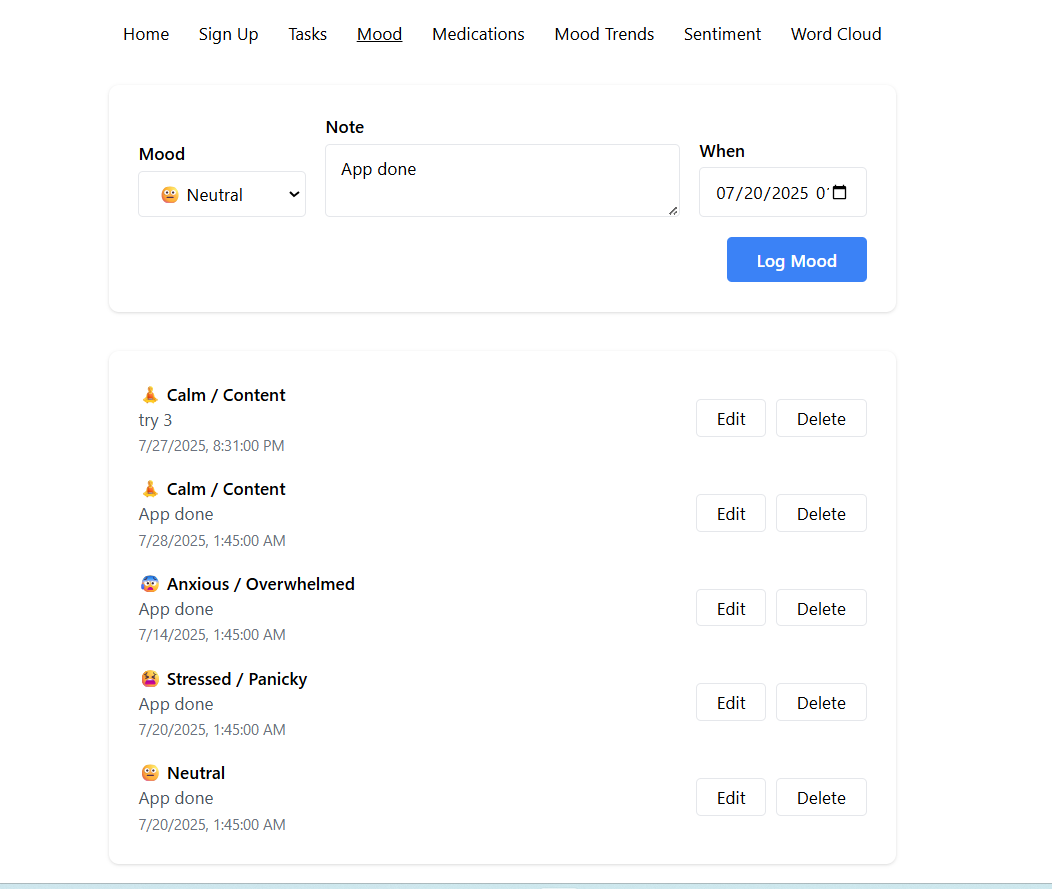 Home Sign Up Tasks Mood Medications Mood Trends Sentiment Word Cloud
Mood
Neutral
Note
App done
When
07/20/2025
Log Mood
Calm / Content
try 3
7/27/2025, 8:31:00 PM
Edit Delete
Calm / Content
App done
7/28/2025, 1:45:00 AM
Edit Delete
Anxious / Overwhelmed
App done
7/14/2025, 1:45:00 AM
Edit Delete
Stressed / Panicky
App done
7/20/2025, 1:45:00 AM
Edit Delete
Neutral
App done
7/20/2025, 1:45:00 AM
Edit Delete